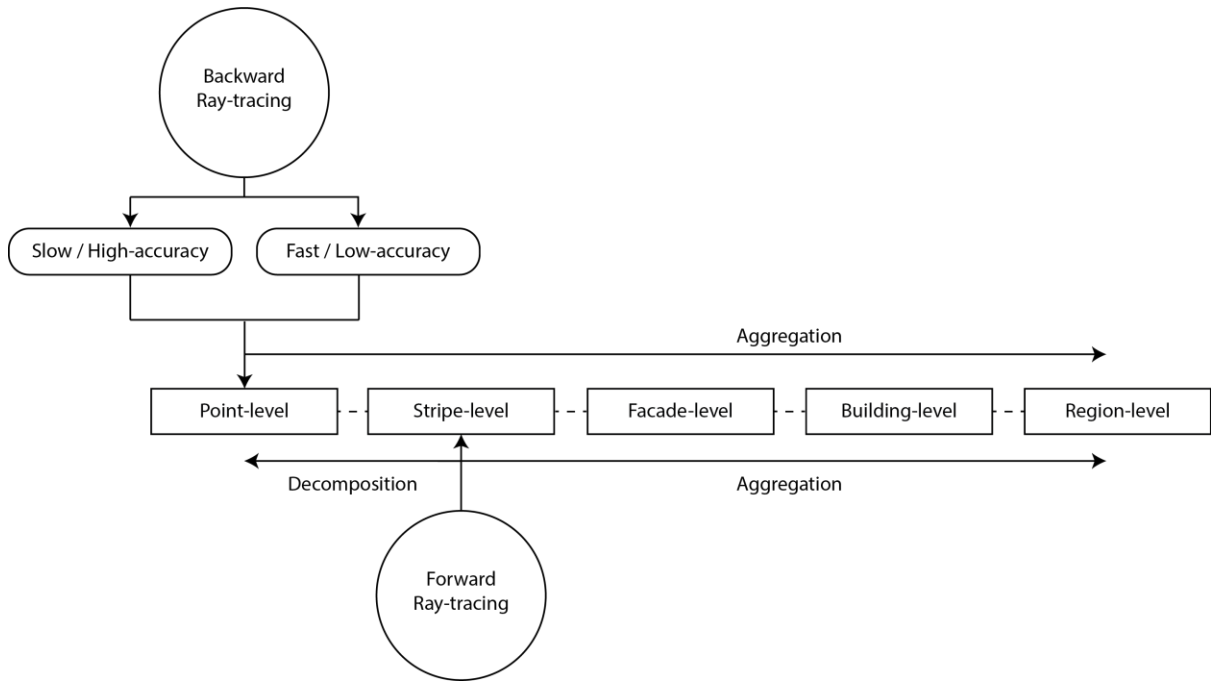 Backward
Ray-tracing
Slow / High-accuracy
Fast / Low-accuracy
Aggregation
Point-level
Stripe-level
Facade-level
Building-level
Region-level
Decomposition
Aggregation
Forward
Ray-tracing